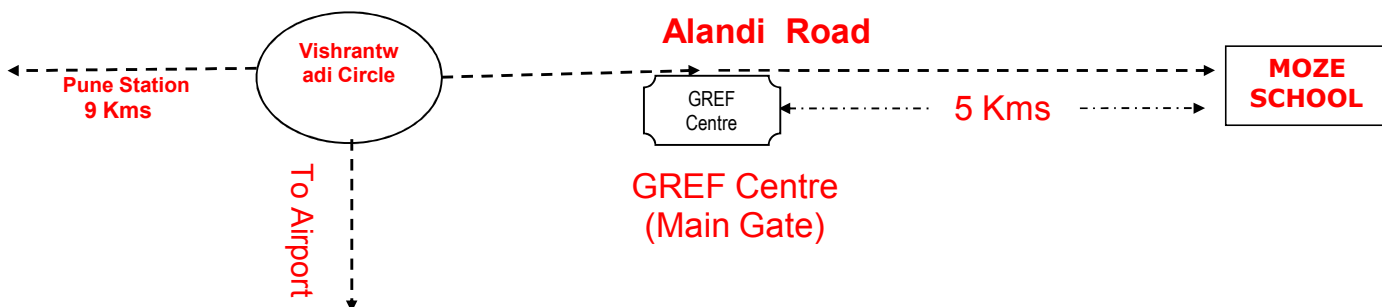 Alandi Road
Vishrantw
adi Circle
Pune Station
9 Kms
GREF
Centre
5 Kms
MOZE
SCHOOL
To Airport
GREF Centre
(Main Gate)